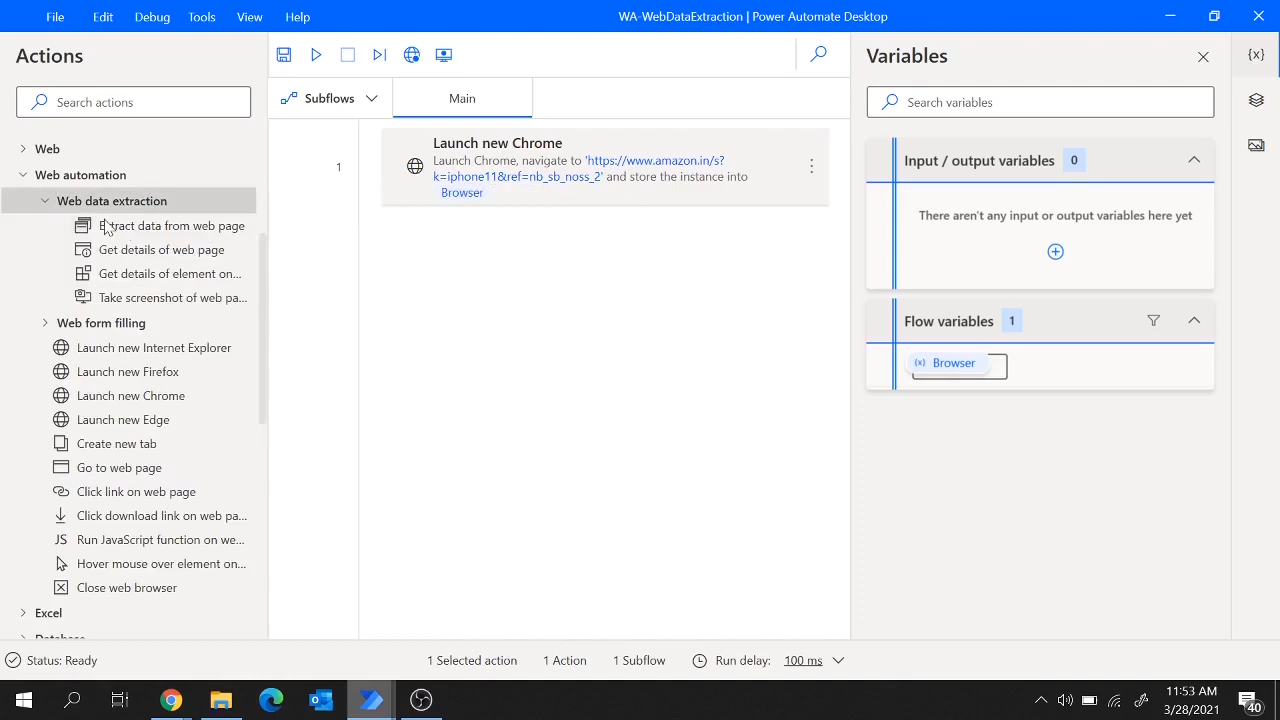 File Edit Debug Tools View Help
WA-WebDataExtraction | Power Automate Desktop
Actions
Search actions
Web
Web automation
Web data extraction
Extract data from web page
Get details of web page
Get details of element on...
Take screenshot of web pa...
Web form filling
Launch new Internet Explorer
Launch new Firefox
Launch new Chrome
Launch new Edge
Create new tab
Go to web page
Click link on web page
Click download link on web pa...
JS Run JavaScript function on we...
Hover mouse over element on...
Close web browser
Excel
Database
Subflows
Main
1
Launch new Chrome
Launch Chrome, navigate to 'https://www.amazon.in/s?
k=iphone11&ref=nb_sb_noss_2' and store the instance into
Browser
Variables
{x}
Search variables
Input / output variables 0
There aren't any input or output variables here yet
Flow variables 1
(x) Browser
Status: Ready
1 Selected action
1 Action
1 Subflow
Run delay: 100 ms
11:53 AM
3/28/2021
40